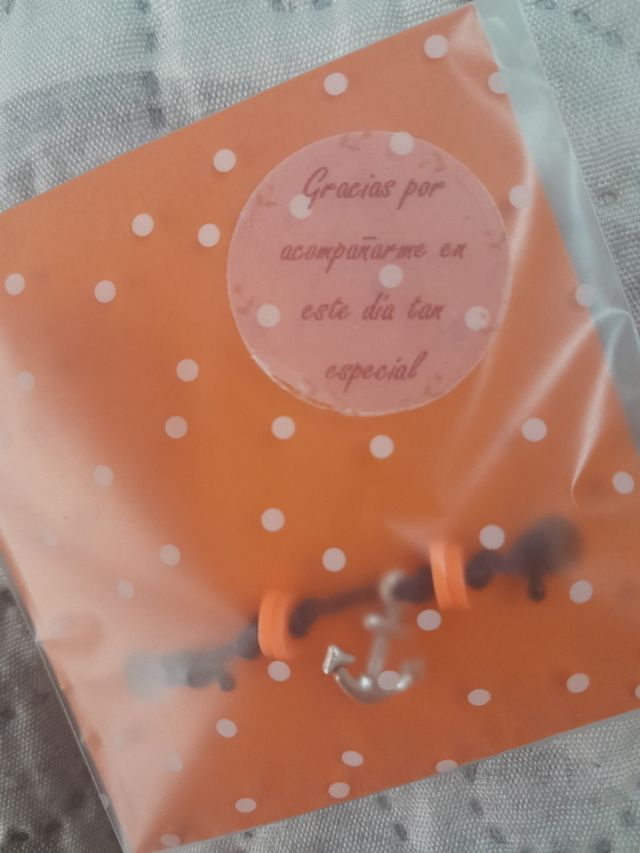 Gracias por
acompañarme en
este día tan
especial